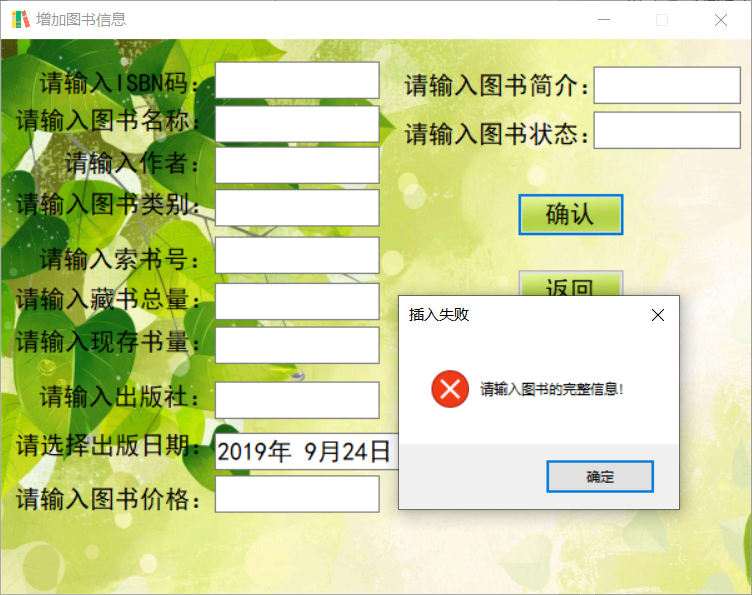 增加图书信息
请输入ISBN码：
请输入图书名称：
请输入作者：
请输入图书类别：
请输入索书号：
请输入藏书总量：
请输入现存书量：
请输入出版社：
请选择出版日期：
2019年 9月24日
请输入图书价格：
请输入图书简介：
请输入图书状态：
确认
返回
插入失败
请输入图书的完整信息!
确定